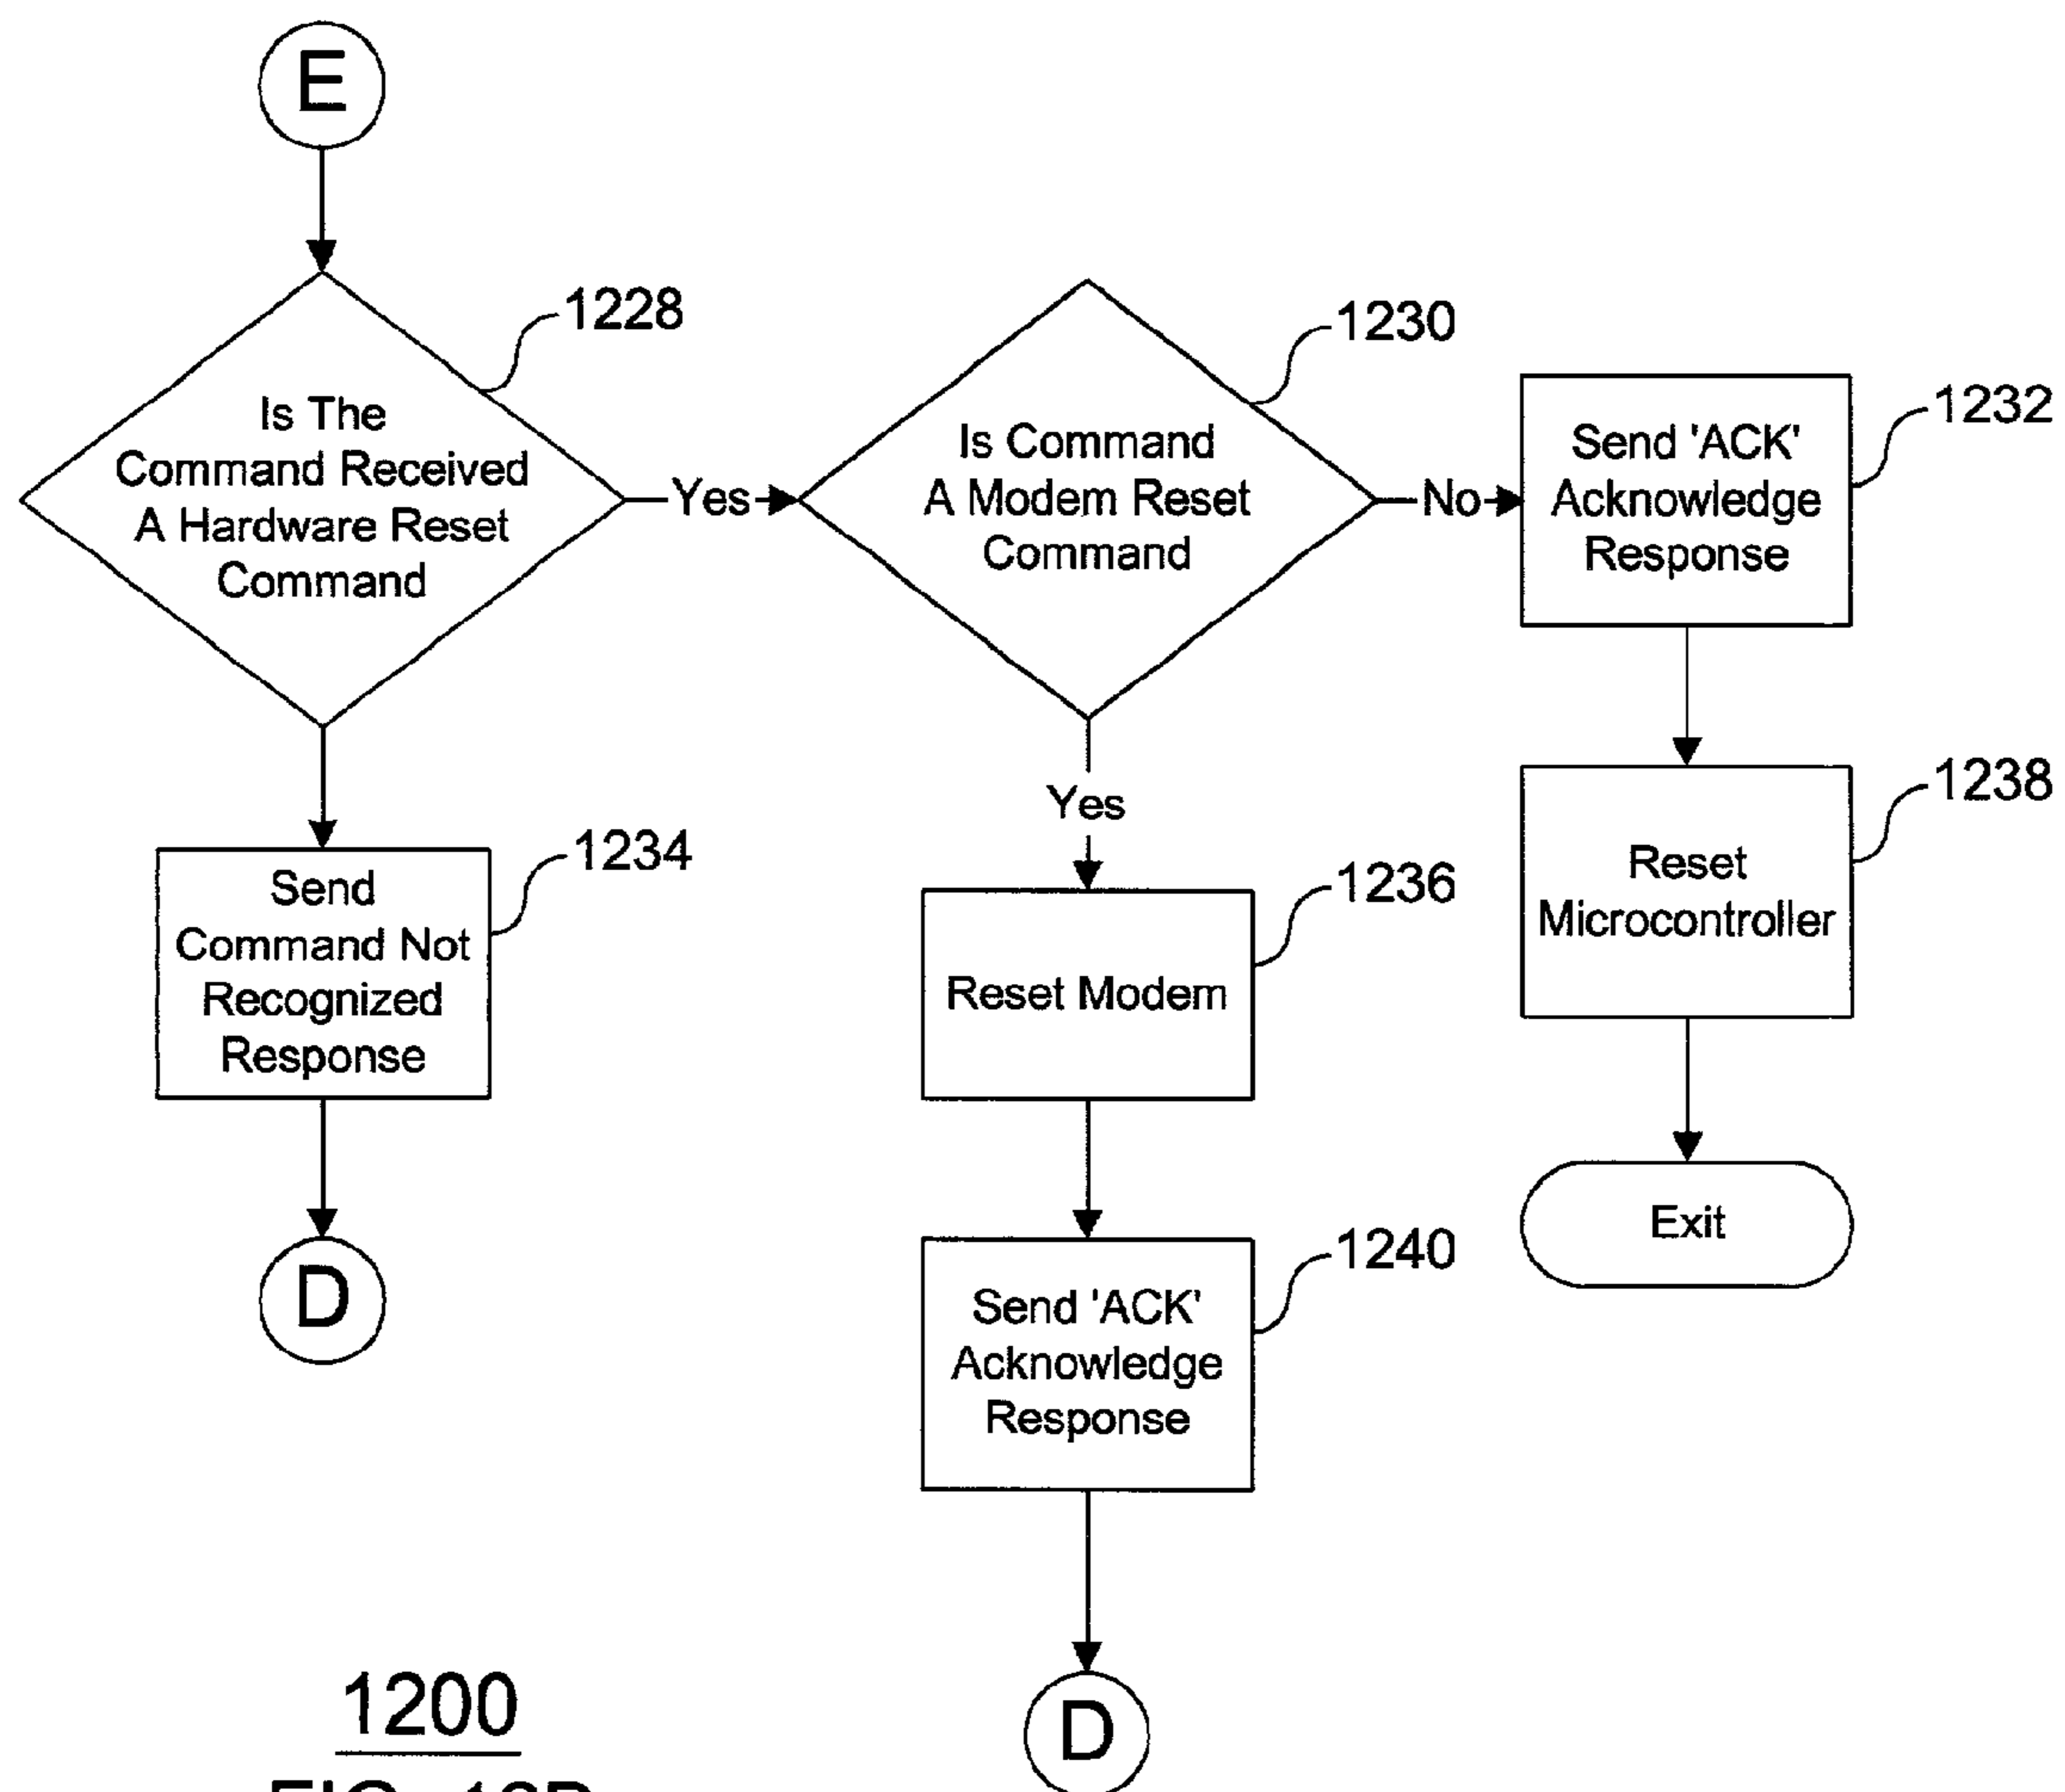 E
1228
Is The
Command Received
A Hardware Reset
Command
Yes
1230
Is Command
A Modem Reset
Command
No
1232
Send 'ACK'
Acknowledge
Response
1234
Send
Command Not
Recognized
Response
D
Yes
1236
Reset Modem
1238
Reset
Microcontroller
1240
Send 'ACK'
Acknowledge
Response
Exit
D
1200